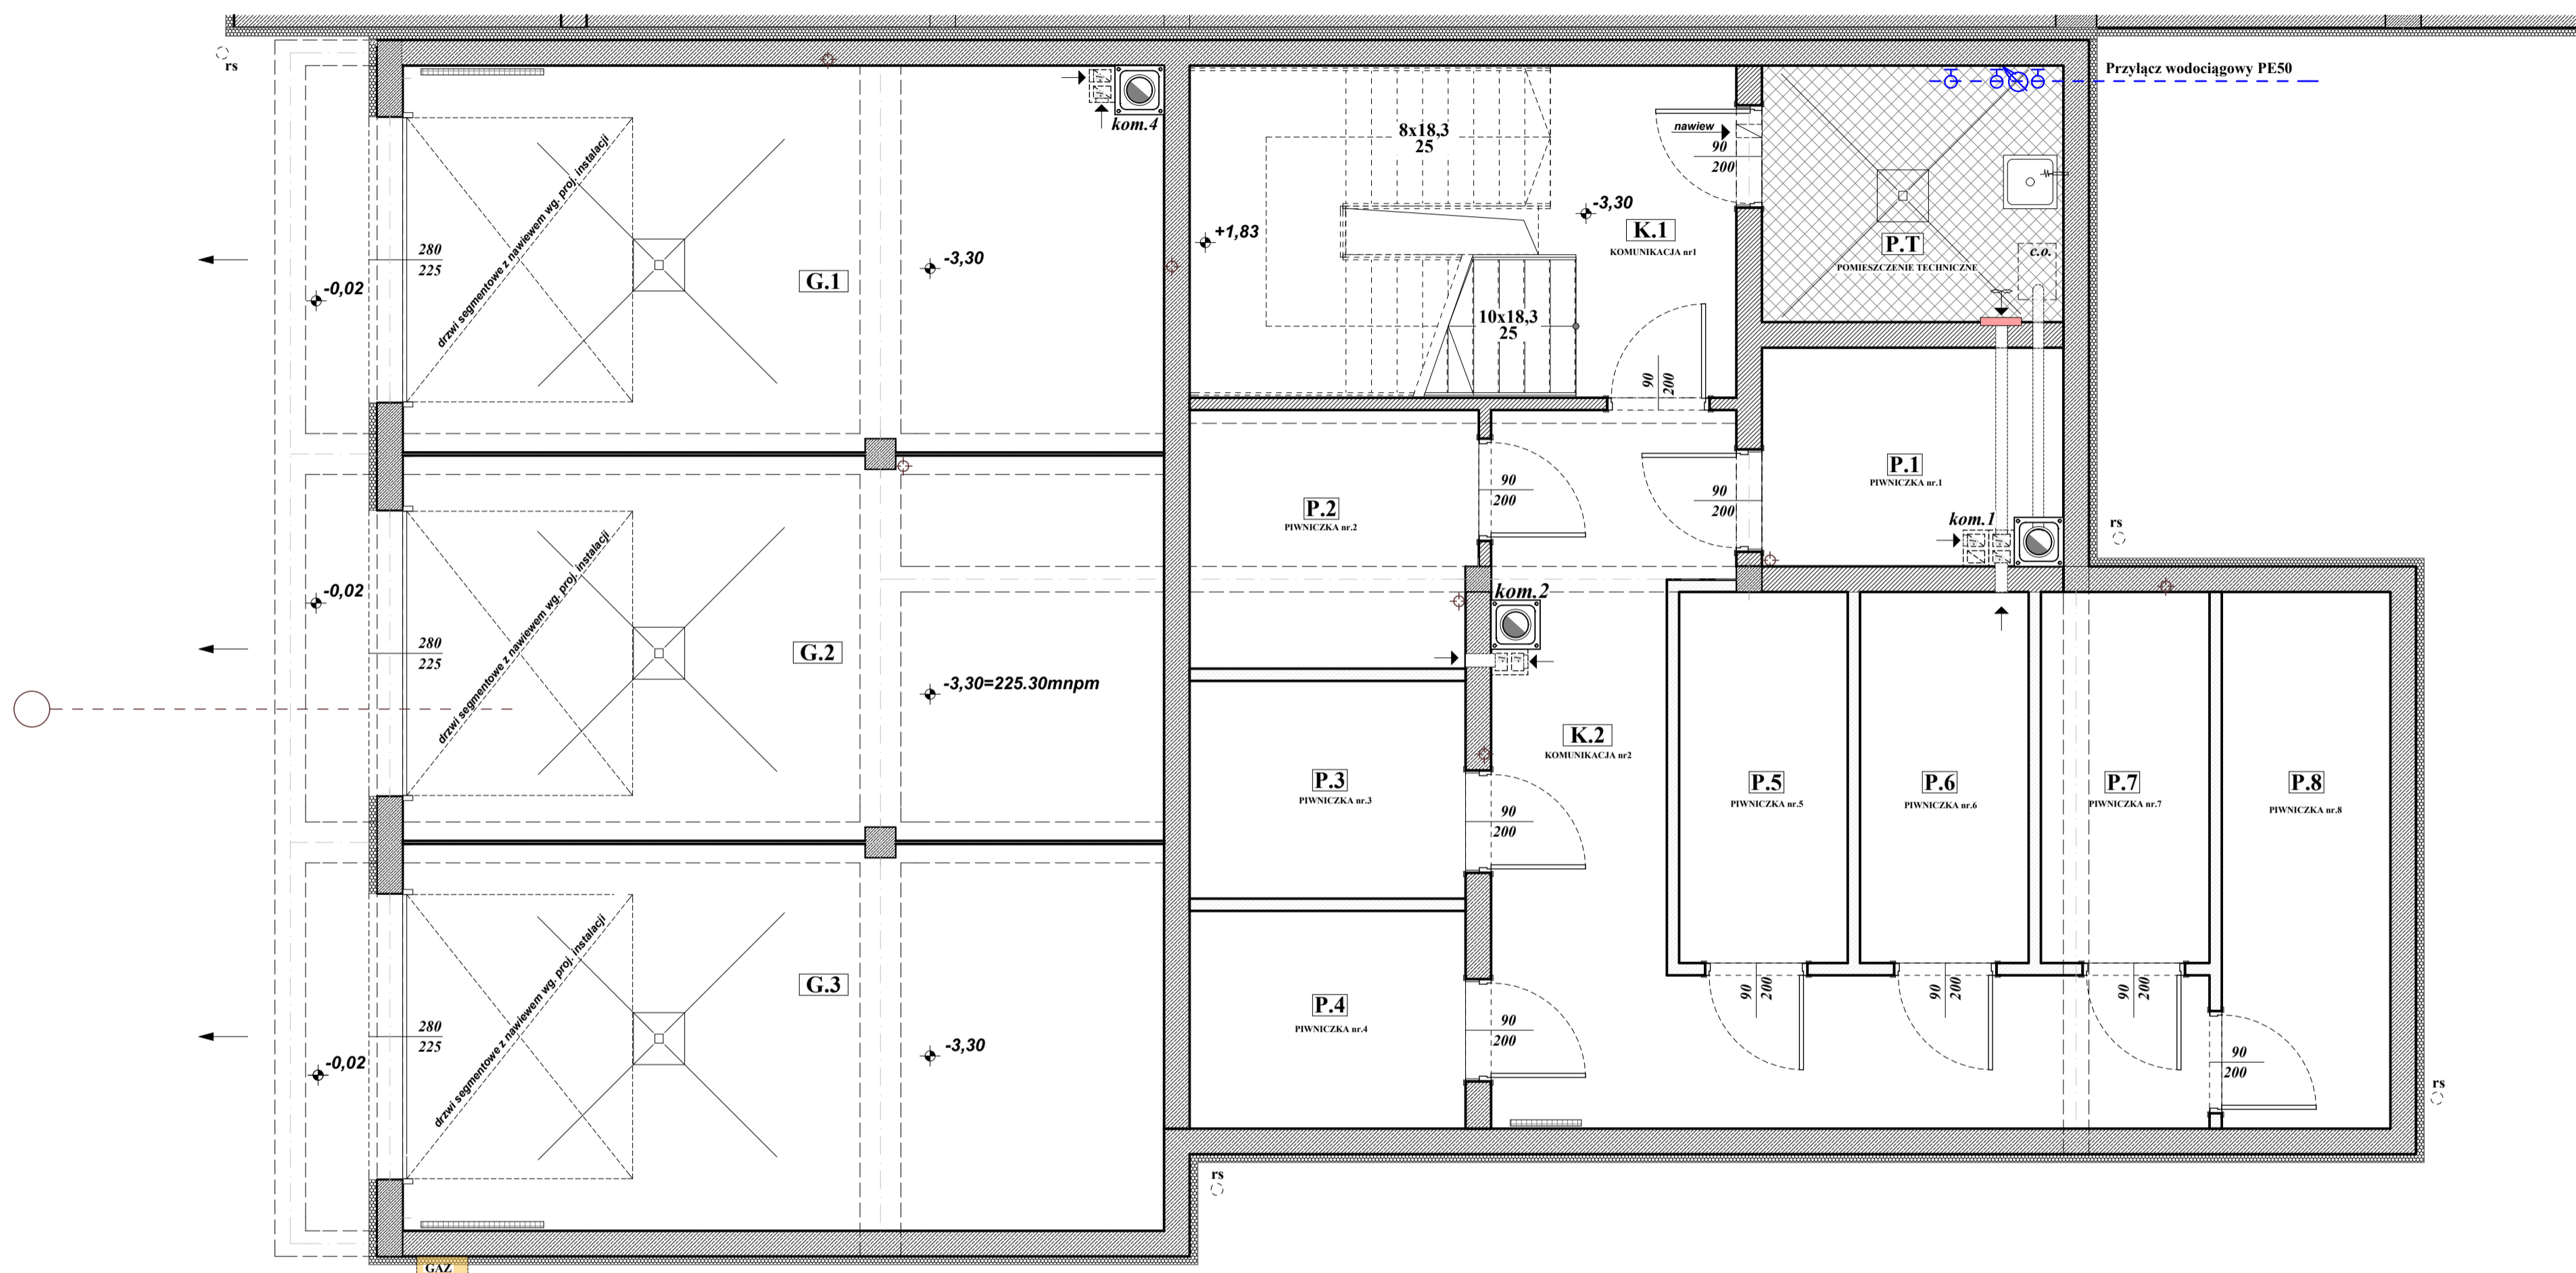 rs
Przyłącz wodociągowy PE50
kom.4
8x18,3
25
nawiew
90
200
-3,30
+1,83
K.1
KOMUNIKACJA nr1
P.T
POMIESZCZENIE TECHNICZNE
c.o.
drzwi segmentowe z nawiewem wg. proj. instalacji
280
225
-0,02
G.1
-3,30
10x18,3
25
90
200
P.1
PIWNICZKA nr.1
90
200
90
200
P.2
PIWNICZKA nr.2
kom.1
rs
drzwi segmentowe z nawiewem wg. proj. instalacji
-0,02
280
225
G.2
-3,30=225.30mnpm
kom.2
K.2
KOMUNIKACJA nr2
P.3
PIWNICZKA nr.3
90
200
P.5
PIWNICZKA nr.5
P.6
PIWNICZKA nr.6
P.7
PIWNICZKA nr.7
P.8
PIWNICZKA nr.8
drzwi segmentowe z nawiewem wg. proj. instalacji
-0,02
280
225
G.3
-3,30
P.4
PIWNICZKA nr.4
90
200
90
200
90
200
90
200
90
200
rs
rs
GAZ